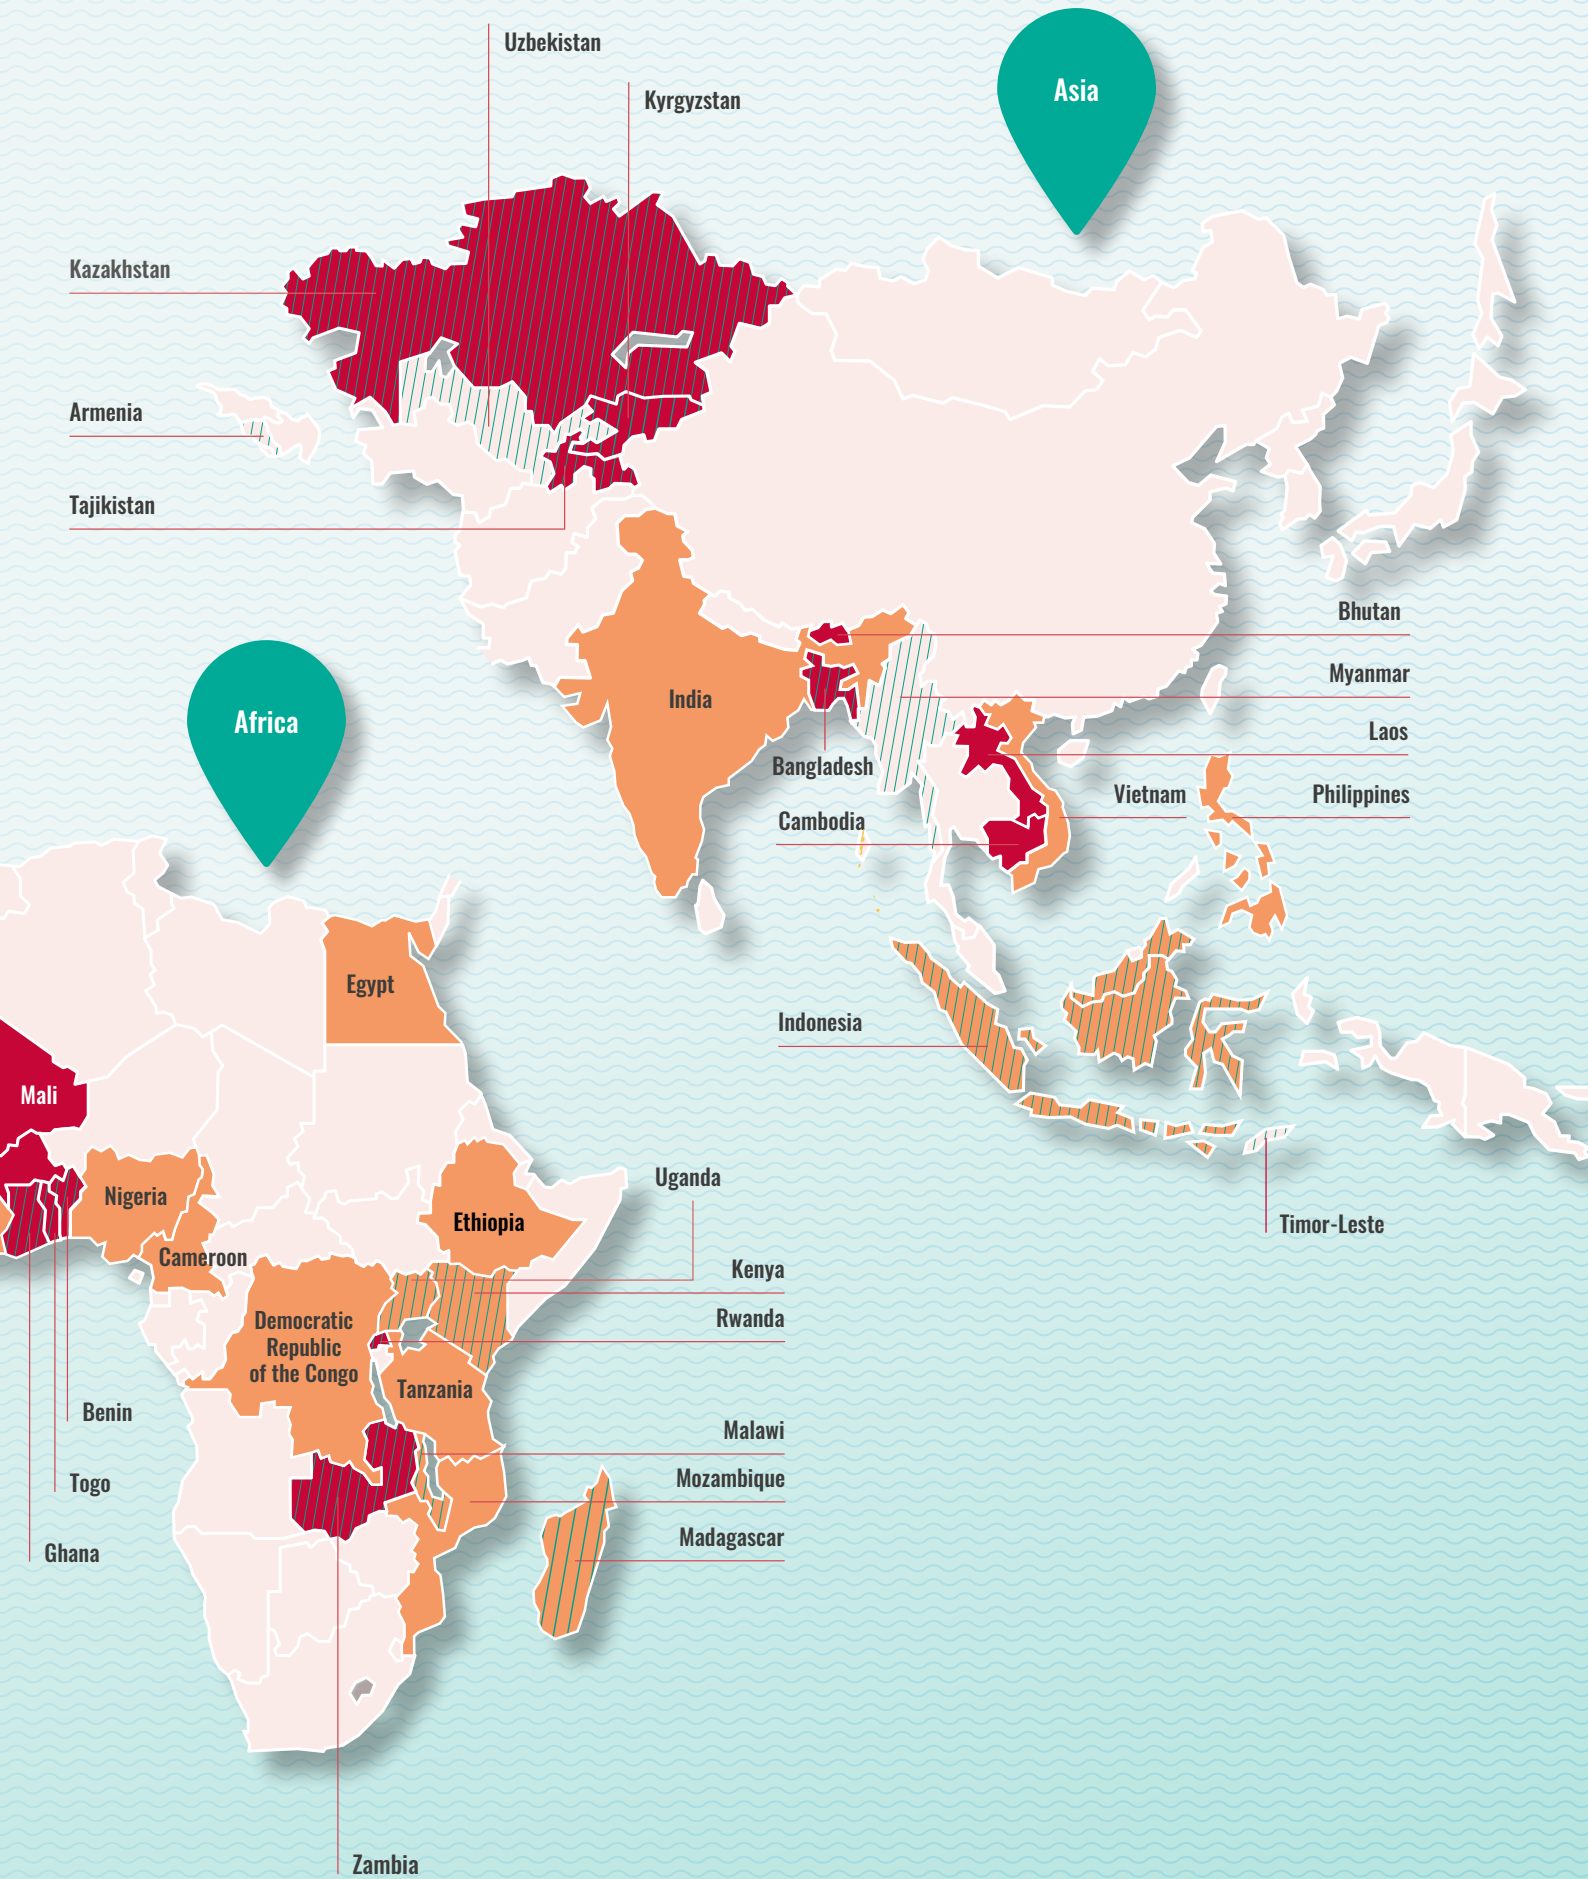 Uzbekistan
Kyrgyzstan
Asia
Kazakhstan
Armenia
Tajikistan
Bhutan
Myanmar
India
Laos
Bangladesh
Vietnam
Philippines
Cambodia
Africa
Egypt
Indonesia
Mali
Uganda
Nigeria
Ethiopia
Timor-Leste
Cameroon
Kenya
Rwanda
Democratic
Republic
of the Congo
Tanzania
Benin
Malawi
Togo
Mozambique
Madagascar
Ghana
Zambia